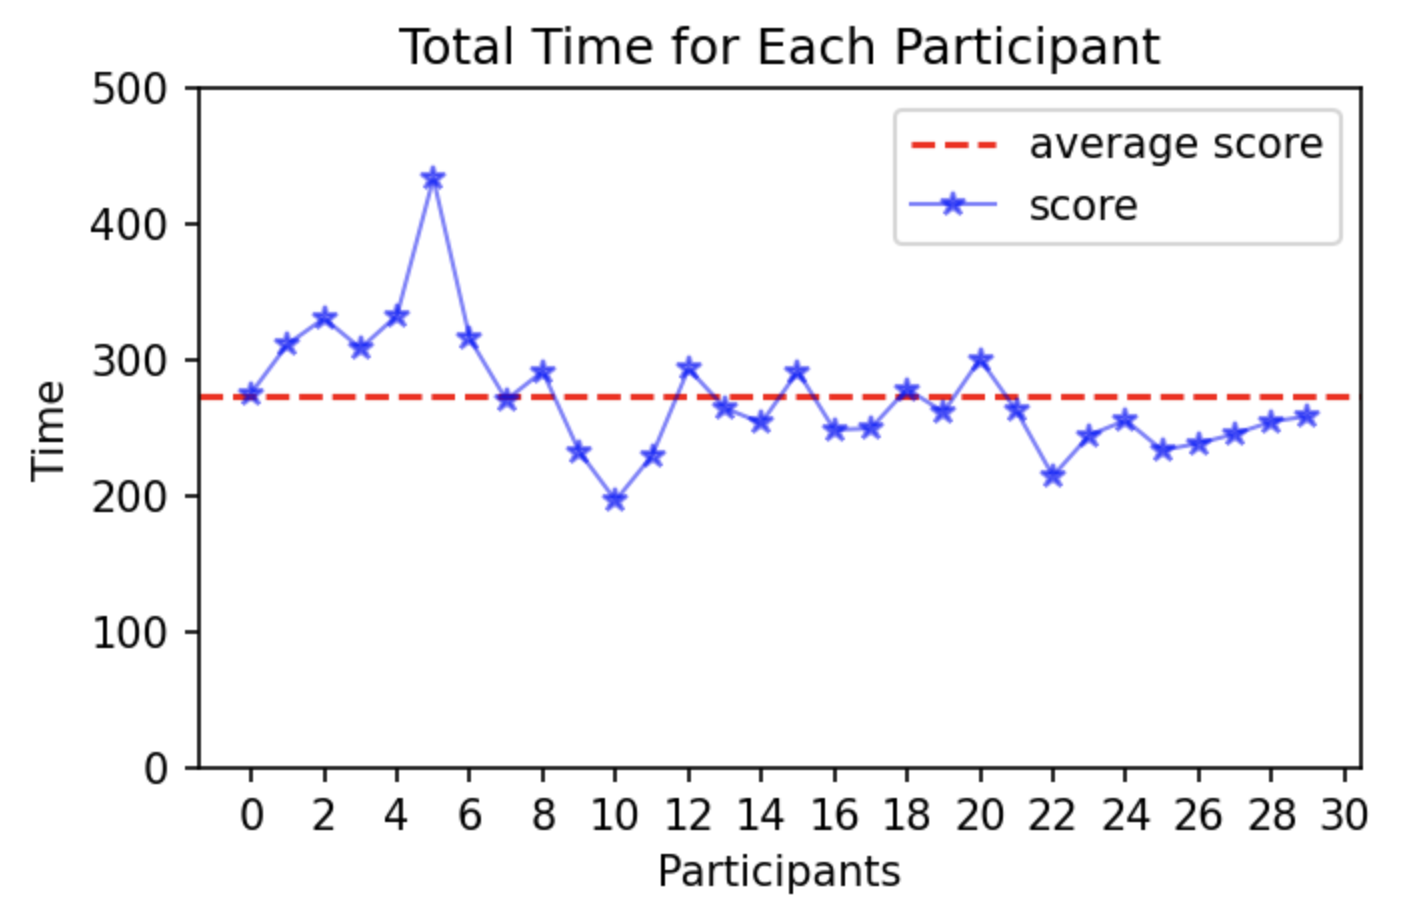 Total Time for Each Participant
500
400
300
200
100
0
Time
average score
score
0 2 4 6 8 10 12 14 16 18 20 22 24 26 28 30
Participants